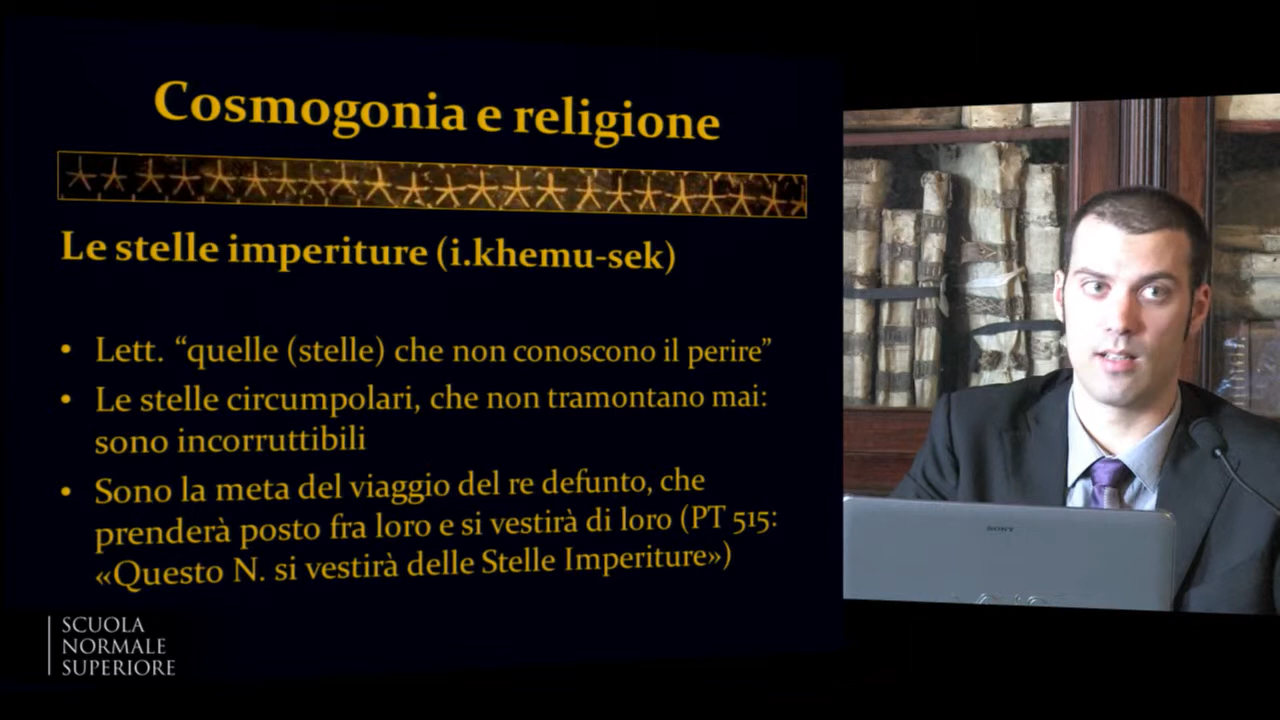 Cosmogonia e religione
Le stelle imperiture (i.khemu-sek)
• Lett. “quelle (stelle) che non conoscono il perire”
• Le stelle circumpolari, che non tramontano mai:
sono incorruttibili
• Sono la meta del viaggio del re defunto, che
prenderà posto fra loro e si vestirà di loro (PT 515:
«Questo N. si vestirà delle Stelle Imperiture»)
SONY
SCUOLA
NORMALE
SUPERIORE